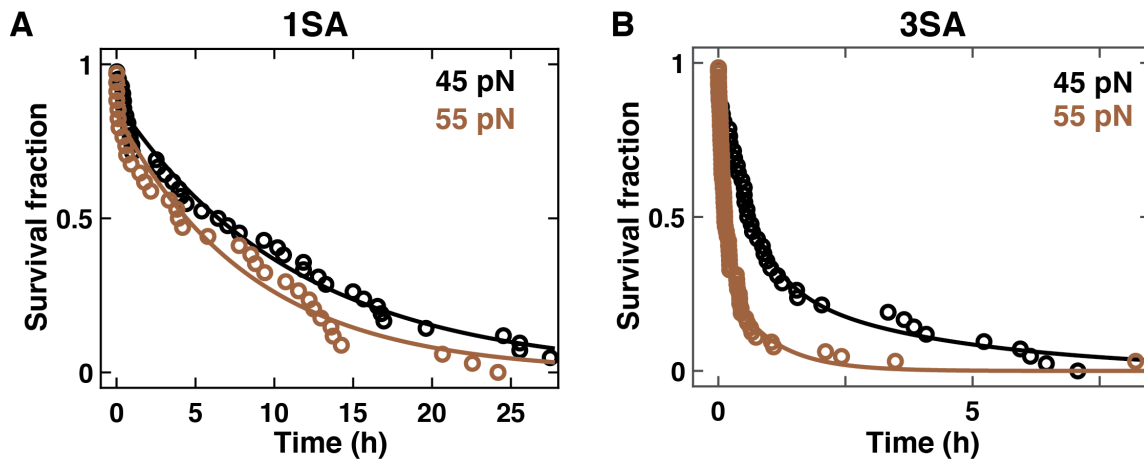 A
1SA
1
0.5
0
Survival fraction
45 pN
55 pN
0 5 10 15 20 25
Time (h)
B
3SA
1
0.5
0
Survival fraction
45 pN
55 pN
0 5
Time (h)